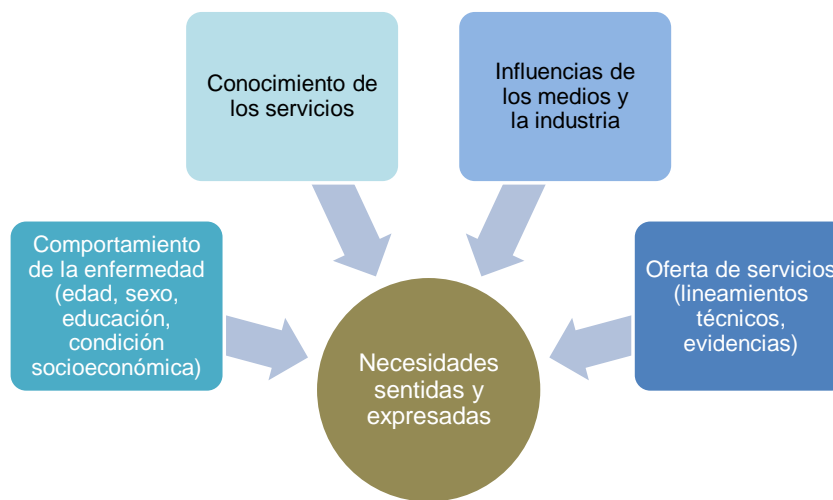 Conocimiento de
los servicios
Influencias de
los medios y
la industria
Comportamiento
de la enfermedad
(edad, sexo,
educación,
condición
socioeconómica)
Oferta de servicios
(lineamientos
técnicos,
evidencias)
Necesidades
sentidas y
expresadas